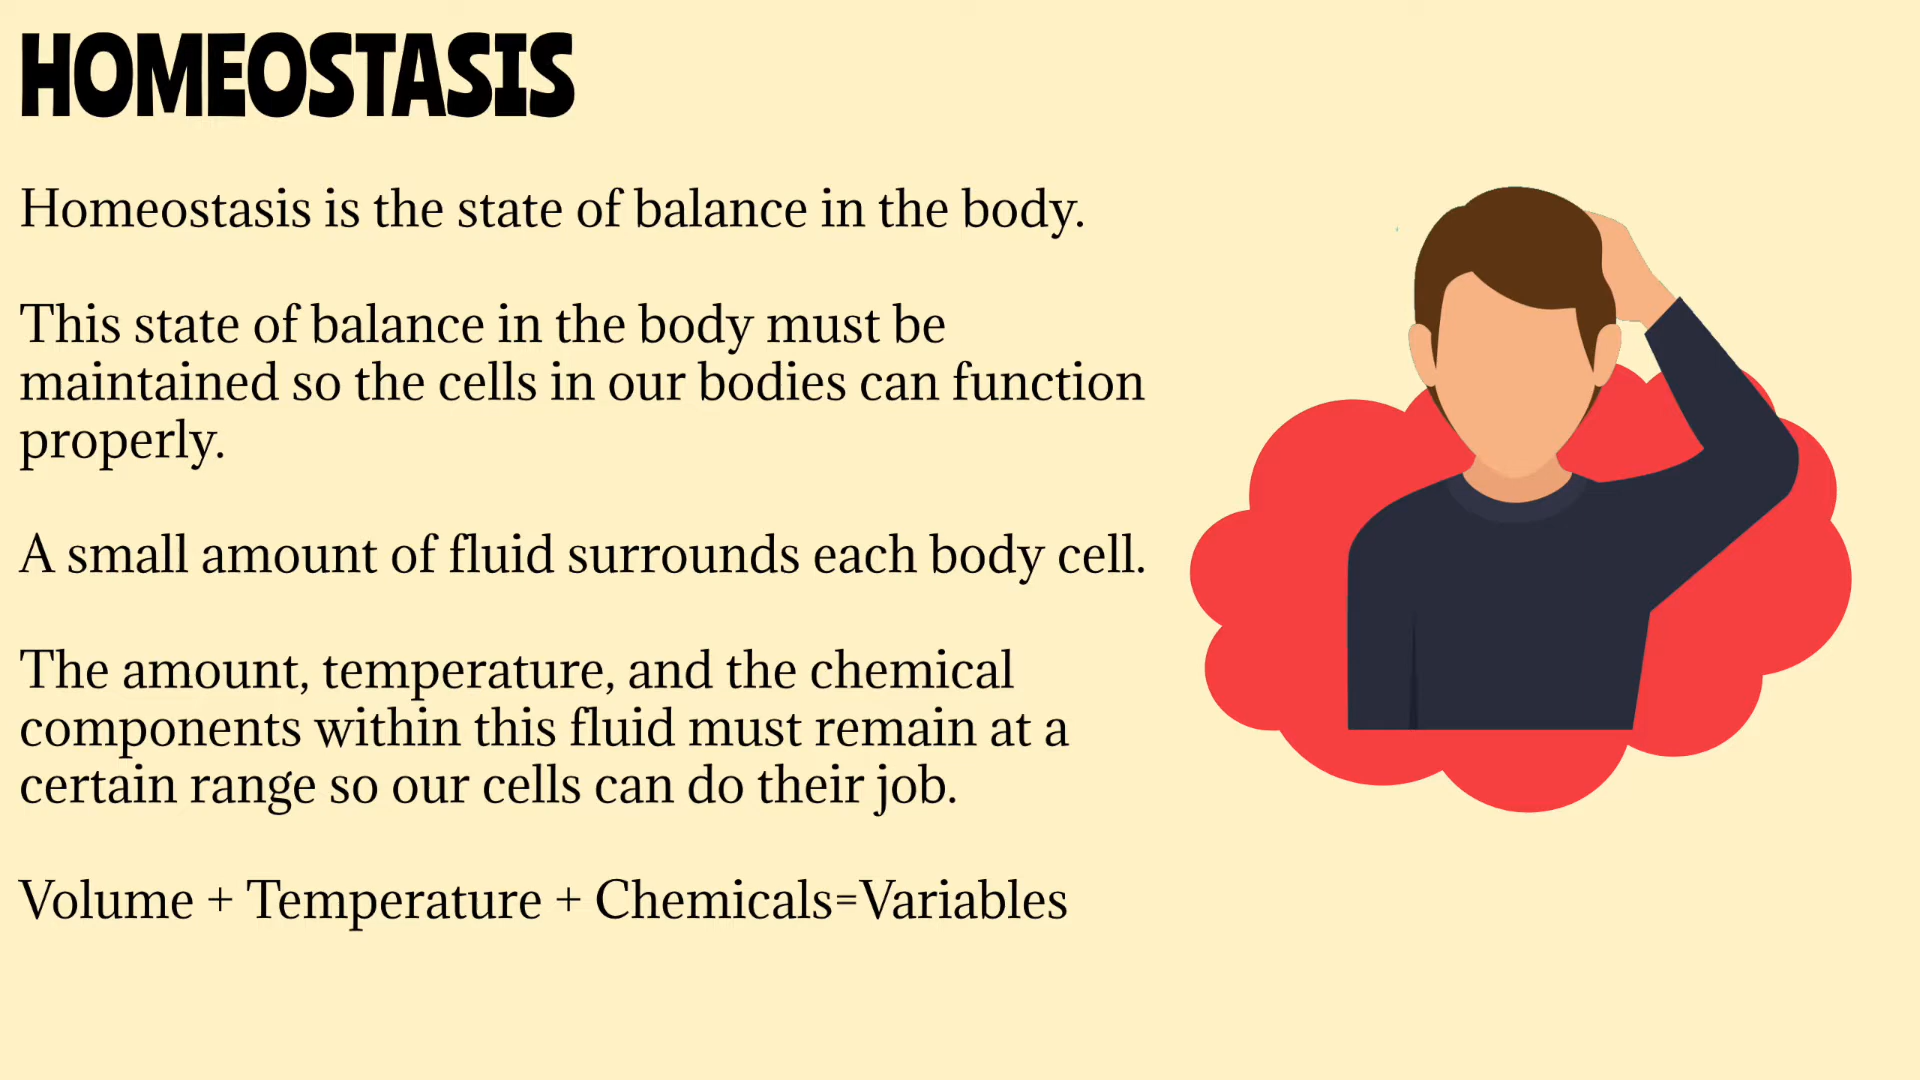 HOMEOSTASIS
Homeostasis is the state of balance in the body.
This state of balance in the body must be
maintained so the cells in our bodies can function
properly.
A small amount of fluid surrounds each body cell.
The amount, temperature, and the chemical
components within this fluid must remain at a
certain range so our cells can do their job.
Volume + Temperature + Chemicals=Variables